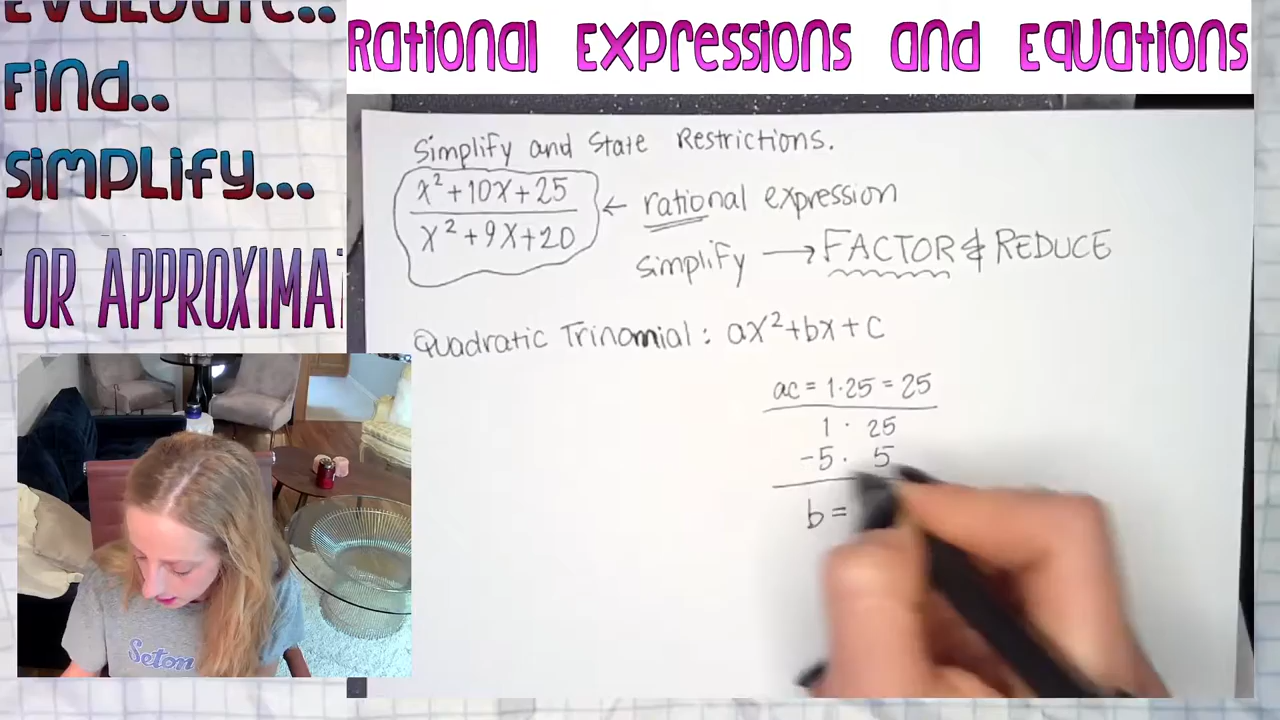 EVALUATE..
Find..
Simplify...
OR APPROXIMA
Rational Expressions and Equations
Simplify and State Restrictions.
x²+10x+25
x²+9x+20
← rational expression
simplify → FACTOR & REDUCE
Quadratic Trinomial: ax²+bx+c
ac = 1·25 = 25
1 · 25
-5 · 5
b =
Seton